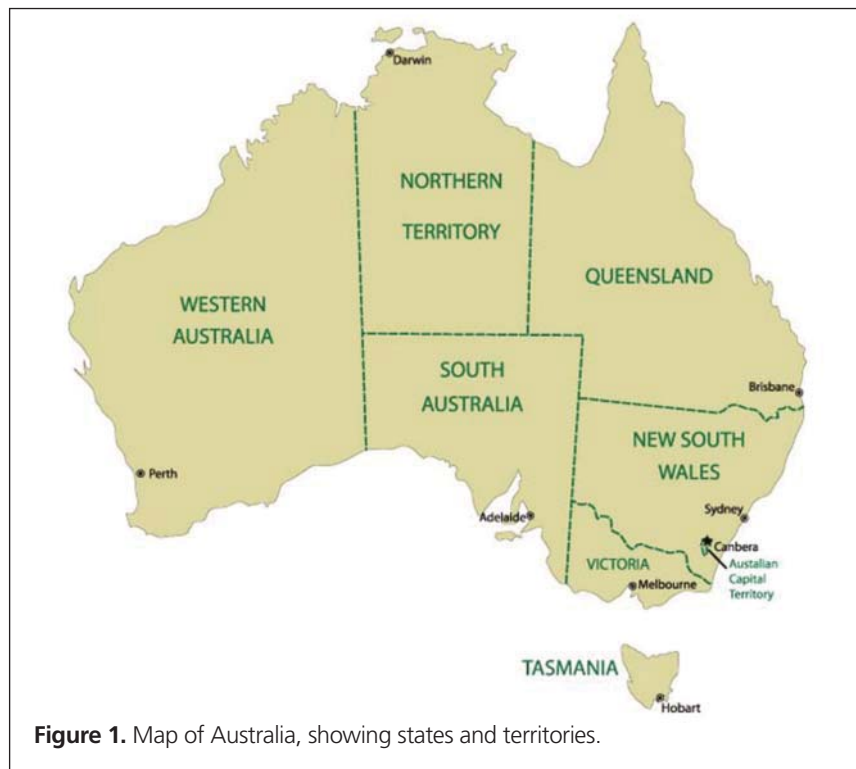 Darwin
NORTHERN
TERRITORY
QUEENSLAND
WESTERN
AUSTRALIA
SOUTH
AUSTRALIA
Brisbane
NEW SOUTH
WALES
Perth
Sydney
Adelaide
Canbera
VICTORIA
Austalian
Capital
Territory
Melbourne
TASMANIA
Hobart
Figure 1. Map of Australia, showing states and territories.